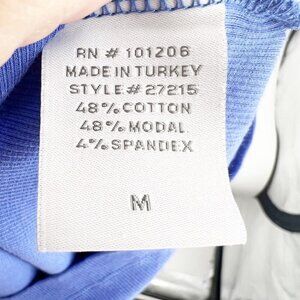 RN # 101206
MADE IN TURKEY
STYLE # 27215
48% COTTON
48% MODAL
4% SPANDEX
M